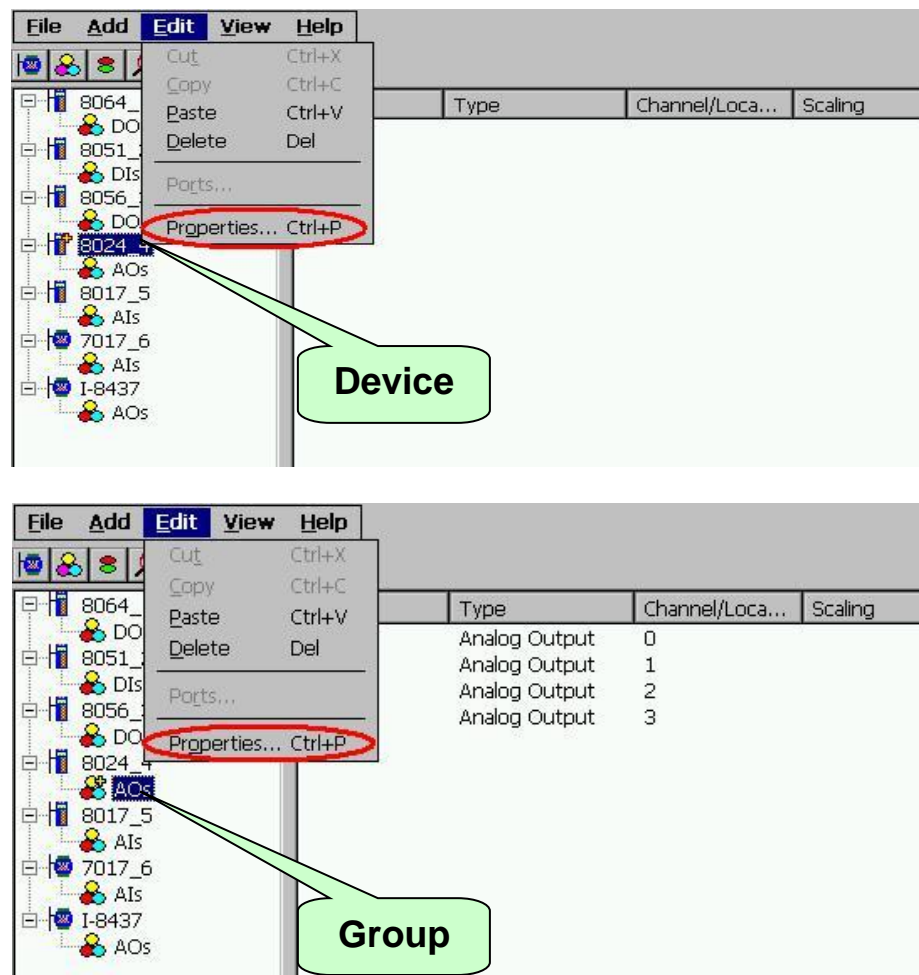 File Add Edit View Help
Cut Ctrl+X
Copy Ctrl+C
Paste Ctrl+V
Delete Del
Ports...
Properties... Ctrl+P
Type Channel/Loca... Scaling
8064_
DO
8051_
DIs
8056_
DO
8024_4
AOs
8017_5
AIs
7017_6
AIs
I-8437
AOs
Device
File Add Edit View Help
Cut Ctrl+X
Copy Ctrl+C
Paste Ctrl+V
Delete Del
Ports...
Properties... Ctrl+P
Type Channel/Loca... Scaling
Analog Output 0
Analog Output 1
Analog Output 2
Analog Output 3
8064_
DO
8051_
DIs
8056_
DO
8024_4
AOs
8017_5
AIs
7017_6
AIs
I-8437
AOs
Group